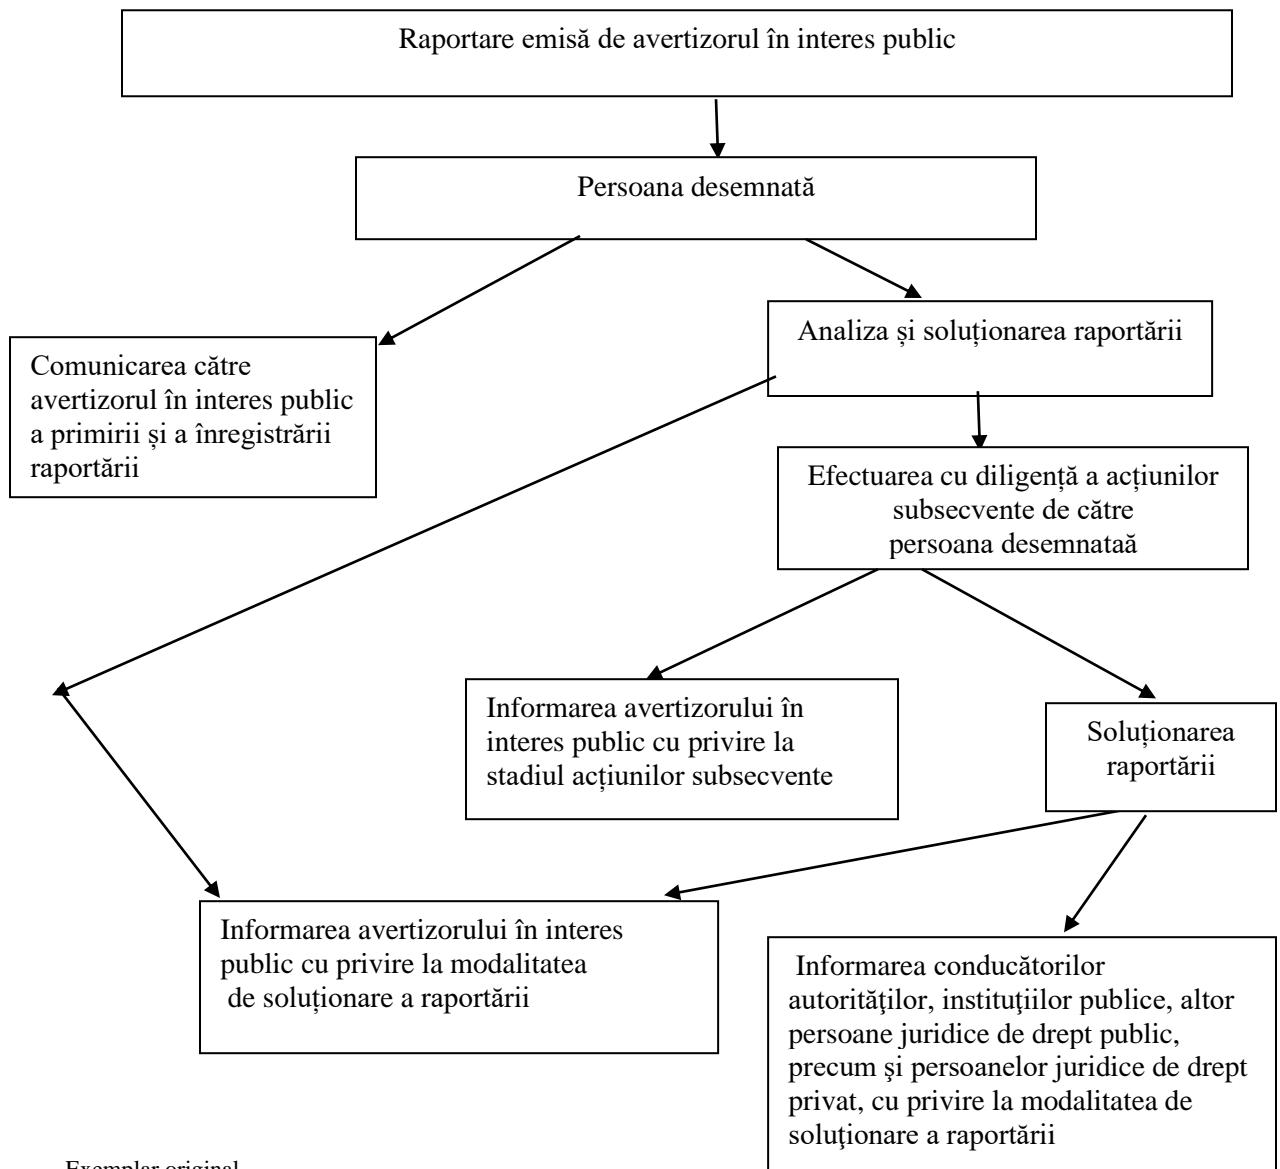 Raportare emisă de avertizorul în interes public
Persoana desemnată
Analiza și soluționarea raportării
Comunicarea către
avertizorul în interes public
a primirii și a înregistrării
raportării
Efectuarea cu diligență a acțiunilor
subsecvente de către
persoana desemnataă
Informarea avertizorului în
interes public cu privire la
stadiul acțiunilor subsecvente
Soluționarea
raportării
Informarea avertizorului în interes
public cu privire la modalitatea
de soluționare a raportării
Informarea conducătorilor
autorităţilor, instituţiilor publice, altor
persoane juridice de drept public,
precum şi persoanelor juridice de drept
privat, cu privire la modalitatea de
soluţionare a raportării
Exemplar original